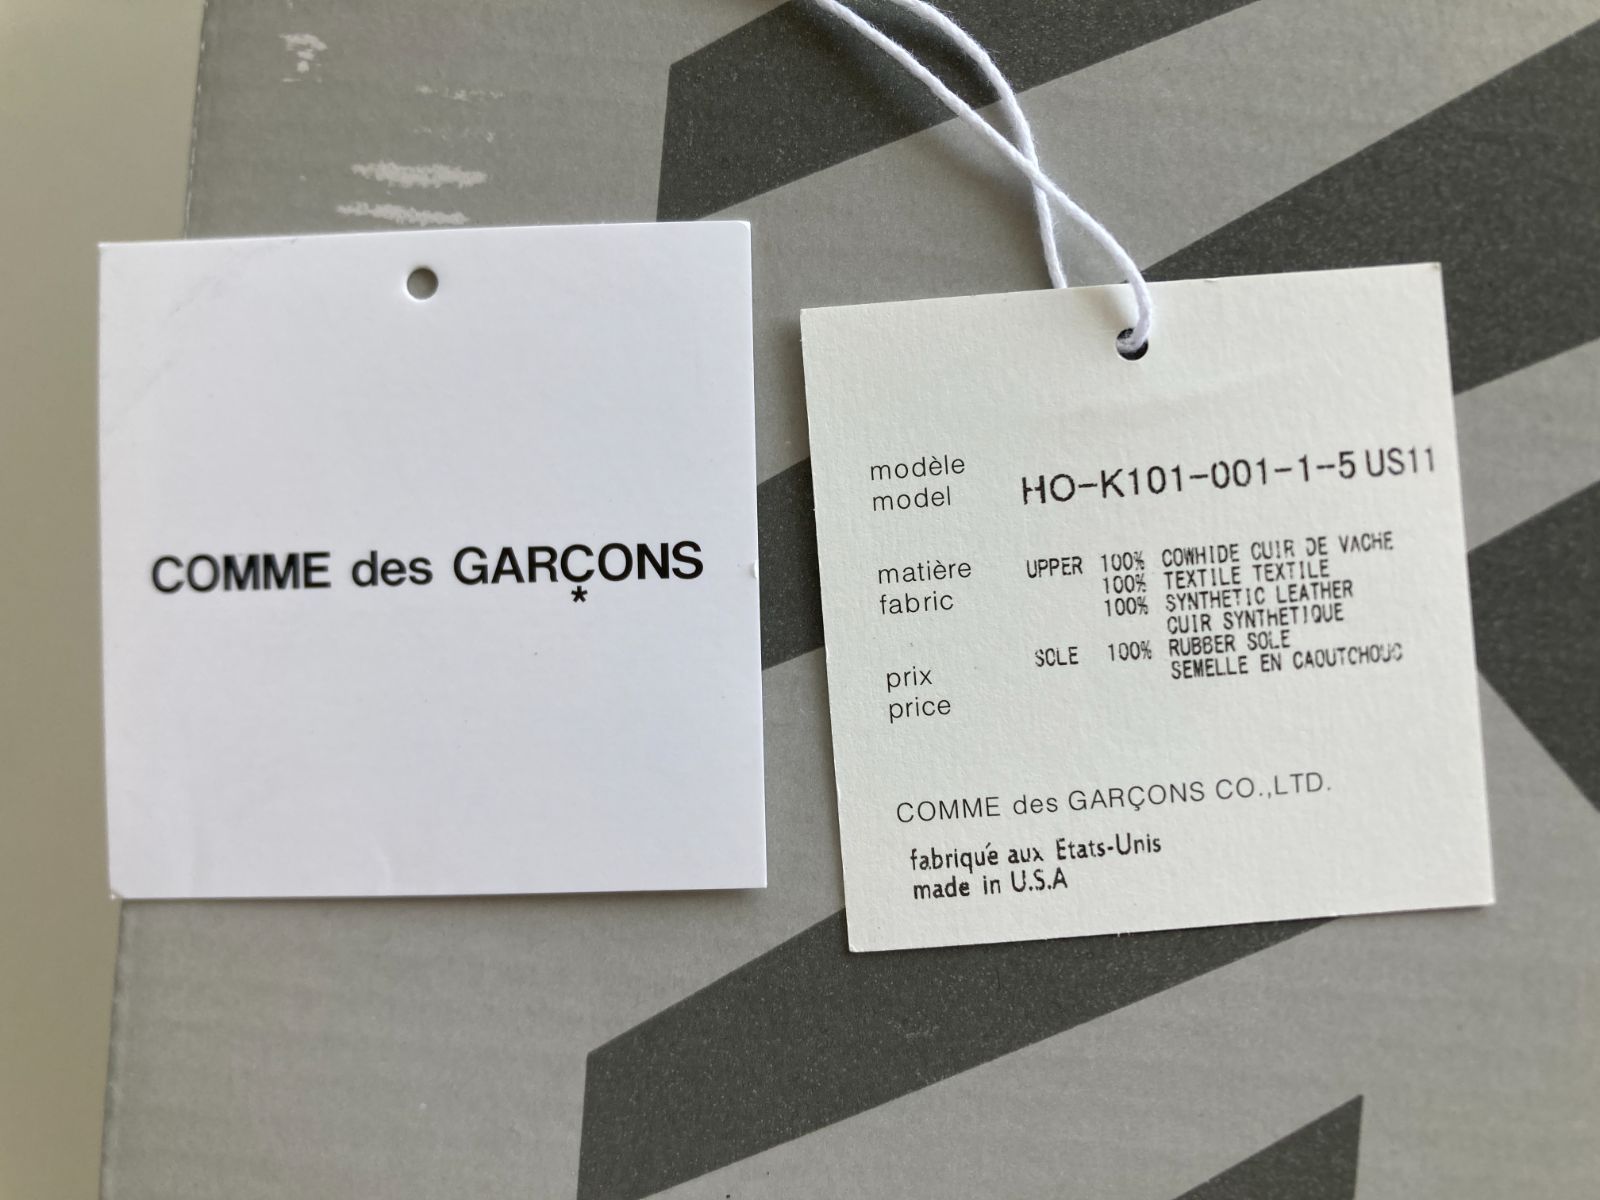 COMME des GARÇONS
*
modèle
model
HO-K101-001-1-5 US11
matière
fabric
UPPER 100% COWHIDE CUIR DE VACHE
100% TEXTILE TEXTILE
100% SYNTHETIC LEATHER
CUIR SYNTHETIQUE
SOLE 100% RUBBER SOLE
SEMELLE EN CAOUTCHOUC
prix
price
COMME des GARÇONS CO.,LTD.
fabriqué aux Etats-Unis
made in U.S.A